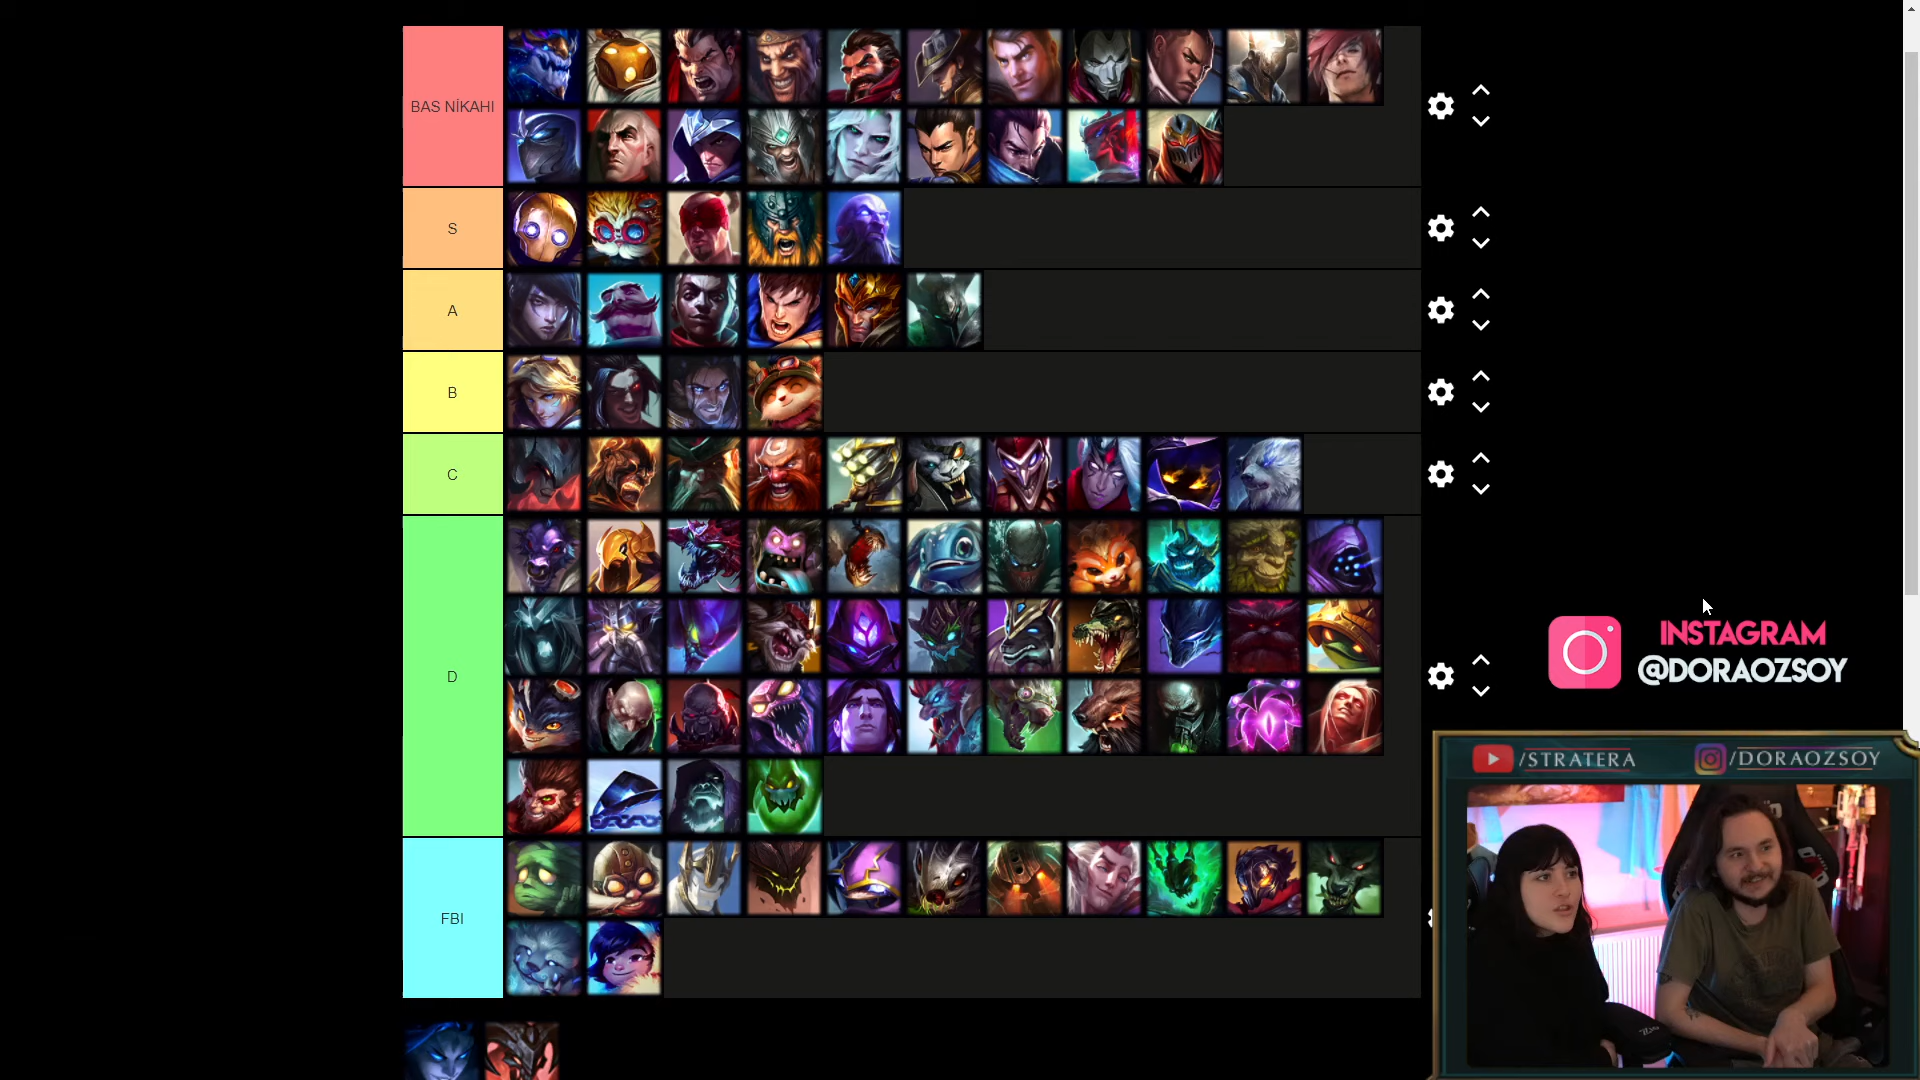 BAS NİKAHI
S
A
B
C
D
FBI
INSTAGRAM
@DORAOZSOY
/STRATERA
/DORAOZSOY